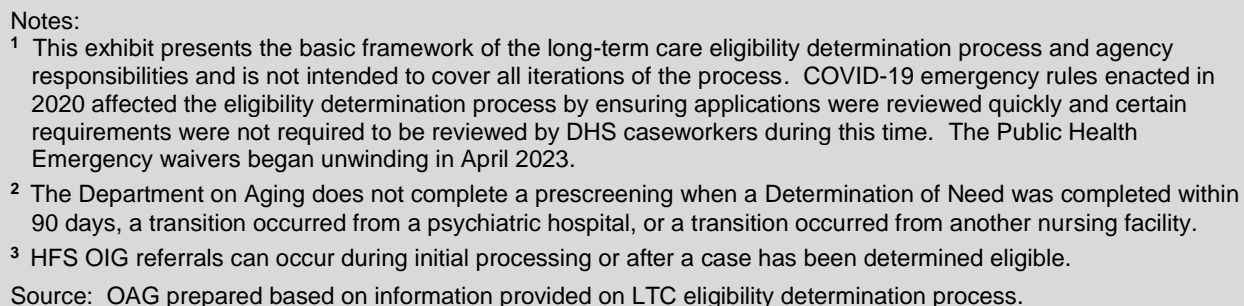 Notes:
1 This exhibit presents the basic framework of the long-term care eligibility determination process and agency
responsibilities and is not intended to cover all iterations of the process.  COVID-19 emergency rules enacted in
2020 affected the eligibility determination process by ensuring applications were reviewed quickly and certain
requirements were not required to be reviewed by DHS caseworkers during this time.  The Public Health
Emergency waivers began unwinding in April 2023.
2 The Department on Aging does not complete a prescreening when a Determination of Need was completed within
90 days, a transition occurred from a psychiatric hospital, or a transition occurred from another nursing facility.
3 HFS OIG referrals can occur during initial processing or after a case has been determined eligible.
Source:  OAG prepared based on information provided on LTC eligibility determination process.